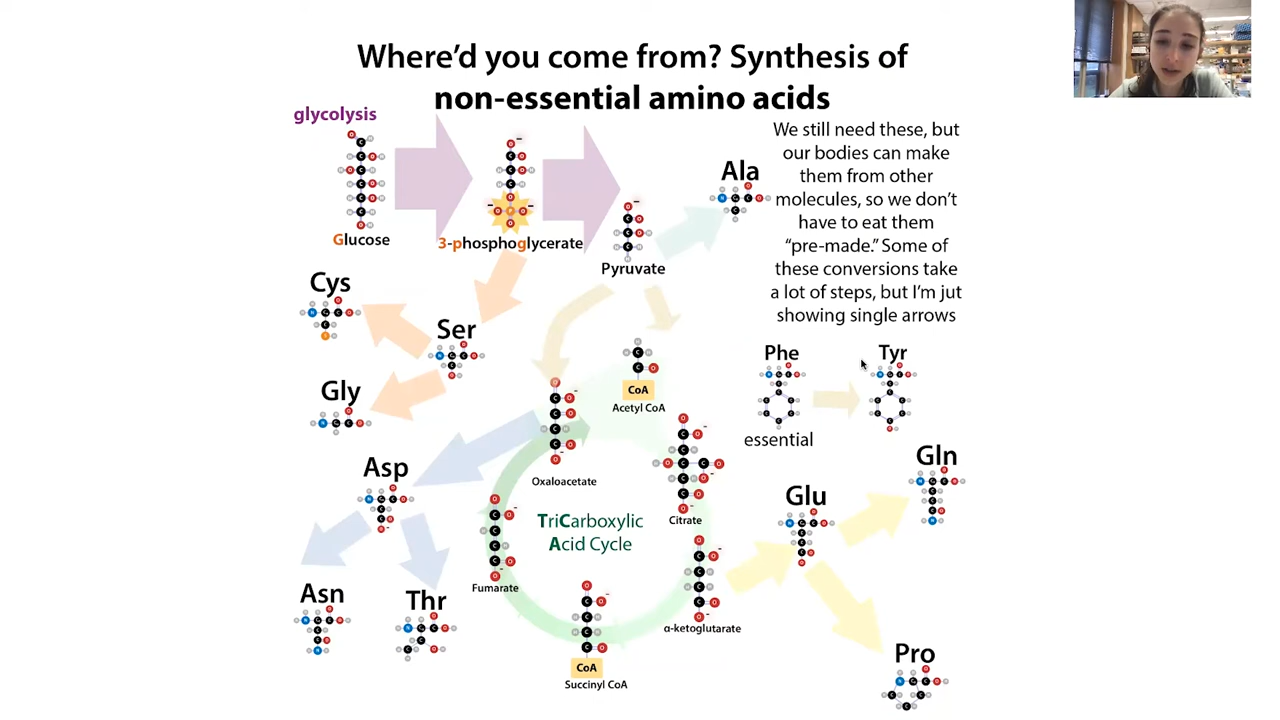 Where'd you come from? Synthesis of
non-essential amino acids
glycolysis
We still need these, but
our bodies can make
them from other
molecules, so we don't
have to eat them
“pre-made.” Some of
these conversions take
a lot of steps, but I'm jut
showing single arrows
Glucose
3-phosphoglycerate
Pyruvate
Ala
Cys
Ser
Gly
CoA
Acetyl CoA
Phe
Tyr
essential
Asp
Oxaloacetate
Citrate
TriCarboxylic
Acid Cycle
Glu
Gln
Fumarate
Asn
Thr
α-ketoglutarate
CoA
Succinyl CoA
Pro